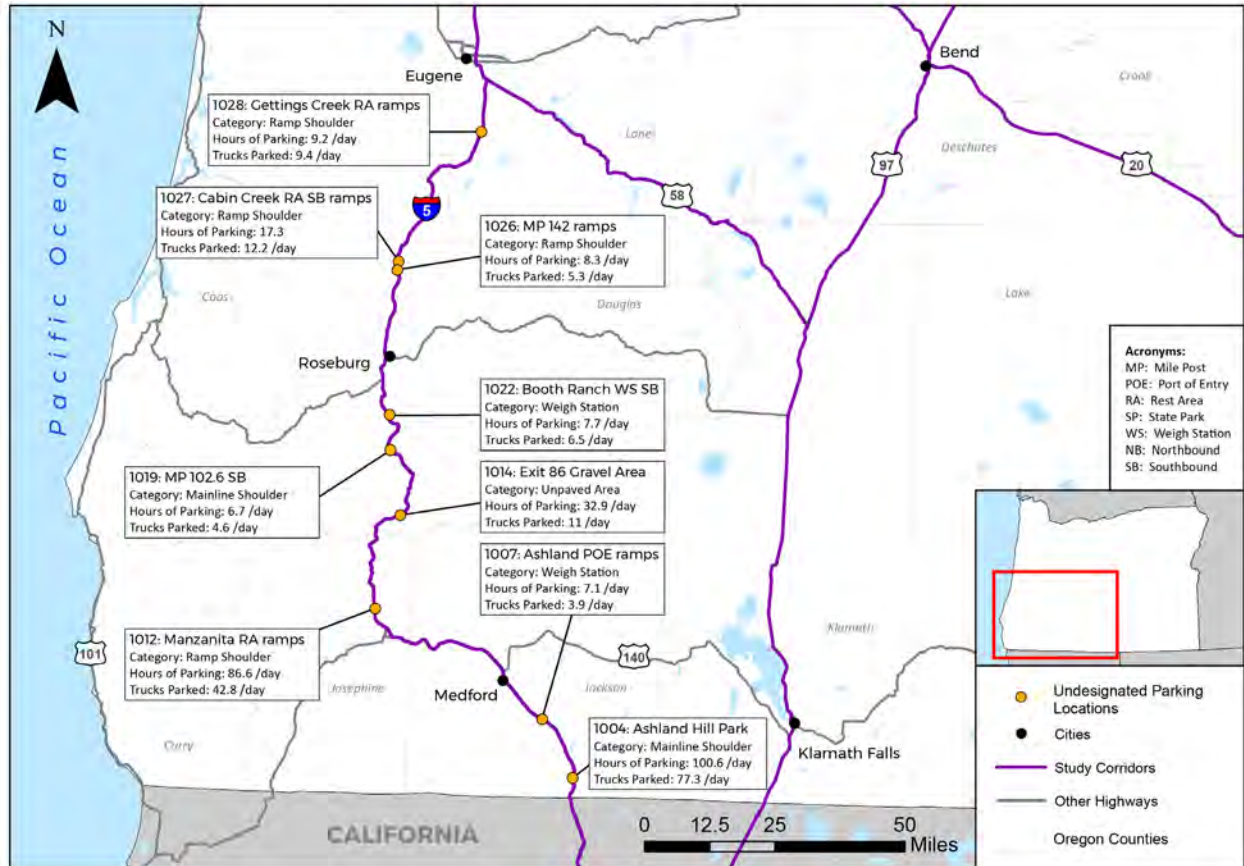 N
Pacific Ocean
Eugene
Bend
Crook
1028: Gettings Creek RA ramps
Category: Ramp Shoulder
Hours of Parking: 9.2 /day
Trucks Parked: 9.4 /day
Lane
Deschutes
97
20
58
5
1027: Cabin Creek RA SB ramps
Category: Ramp Shoulder
Hours of Parking: 17.3
Trucks Parked: 12.2 /day
1026: MP 142 ramps
Category: Ramp Shoulder
Hours of Parking: 8.3 /day
Trucks Parked: 5.3 /day
Coos
Douglas
Lake
Roseburg
Acronyms:
MP: Mile Post
POE: Port of Entry
RA: Rest Area
SP: State Park
WS: Weigh Station
NB: Northbound
SB: Southbound
1022: Booth Ranch WS SB
Category: Weigh Station
Hours of Parking: 7.7 /day
Trucks Parked: 6.5 /day
1019: MP 102.6 SB
Category: Mainline Shoulder
Hours of Parking: 6.7 /day
Trucks Parked: 4.6 /day
1014: Exit 86 Gravel Area
Category: Unpaved Area
Hours of Parking: 32.9 /day
Trucks Parked: 11 /day
1007: Ashland POE ramps
Category: Weigh Station
Hours of Parking: 7.1 /day
Trucks Parked: 3.9 /day
1012: Manzanita RA ramps
Category: Ramp Shoulder
Hours of Parking: 86.6 /day
Trucks Parked: 42.8 /day
101
140
Klamath
Josephine
Medford
Jackson
Curry
Klamath Falls
1004: Ashland Hill Park
Category: Mainline Shoulder
Hours of Parking: 100.6 /day
Trucks Parked: 77.3 /day
CALIFORNIA
0 12.5 25 50
Miles
Undesignated Parking
Locations
Cities
Study Corridors
Other Highways
Oregon Counties